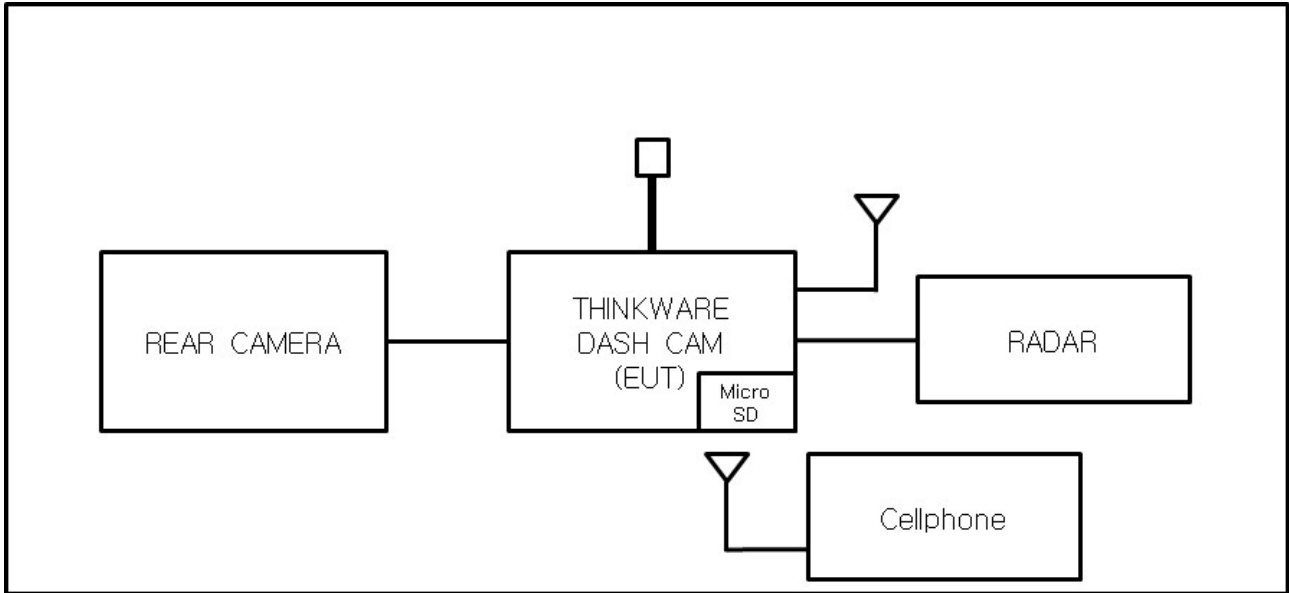 REAR CAMERA
THINKWARE
DASH CAM
(EUT)
Micro
SD
RADAR
Cellphone